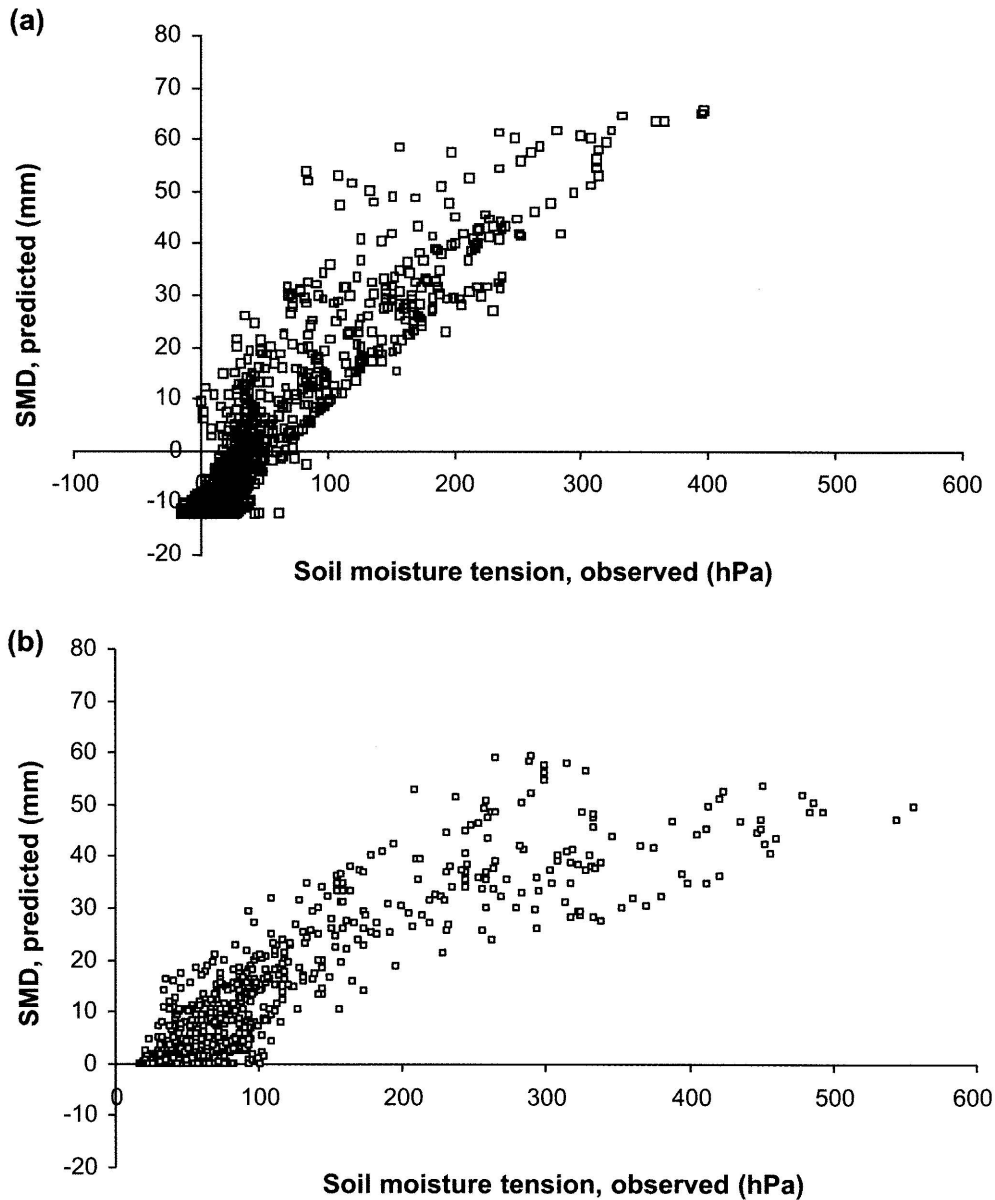 (a)
80
70
60
50
40
30
20
10
0
-10
-20
-100 0 100 200 300 400 500 600
SMD, predicted (mm)
Soil moisture tension, observed (hPa)
(b)
80
70
60
50
40
30
20
10
0
-10
-20
0 100 200 300 400 500 600
SMD, predicted (mm)
Soil moisture tension, observed (hPa)